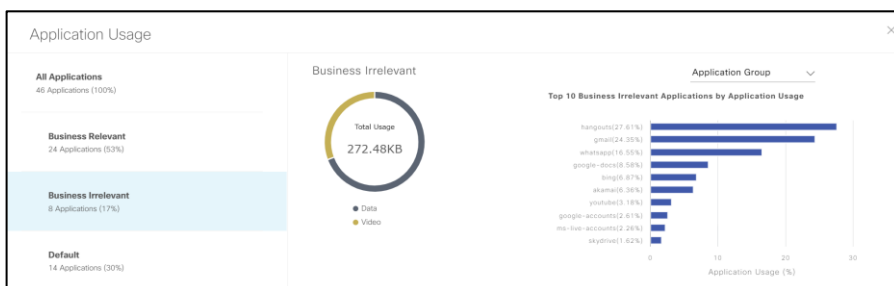 Application Usage
All Applications
46 Applications (100%)
Business Relevant
24 Applications (53%)
Business Irrelevant
8 Applications (17%)
Default
14 Applications (30%)
Business Irrelevant
Total Usage
272.48KB
Data
Video
Application Group
Top 10 Business Irrelevant Applications by Application Usage
hangouts(27.61%)
gmail(24.35%)
whatsapp(16.55%)
google-docs(8.58%)
bing(6.87%)
akamai(6.36%)
youtube(3.18%)
google-accounts(2.61%)
ms-live-accounts(2.26%)
skydrive(1.62%)
0 10 20 30
Application Usage (%)